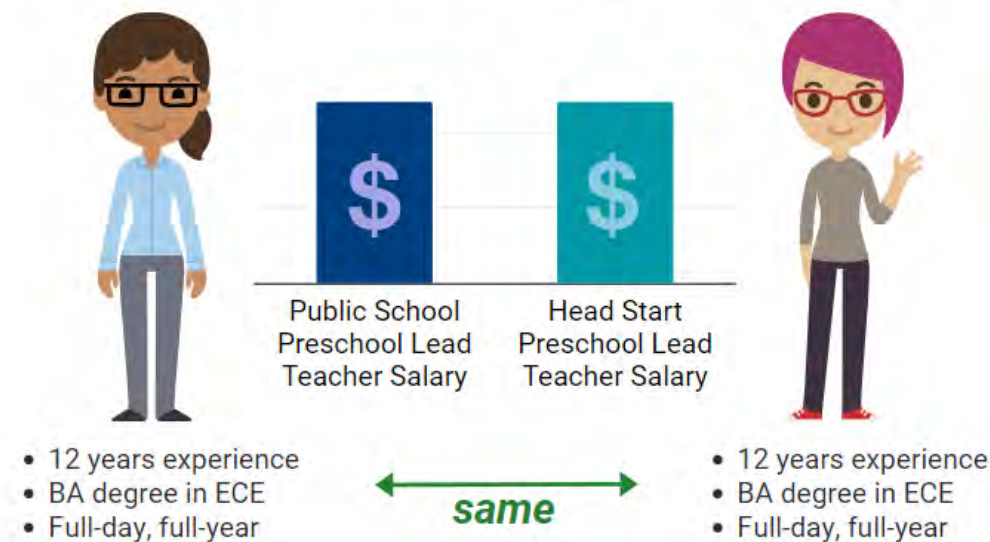 $
$
Public School
Preschool Lead
Teacher Salary
Head Start
Preschool Lead
Teacher Salary
• 12 years experience
• BA degree in ECE
• Full-day, full-year
same
• 12 years experience
• BA degree in ECE
• Full-day, full-year